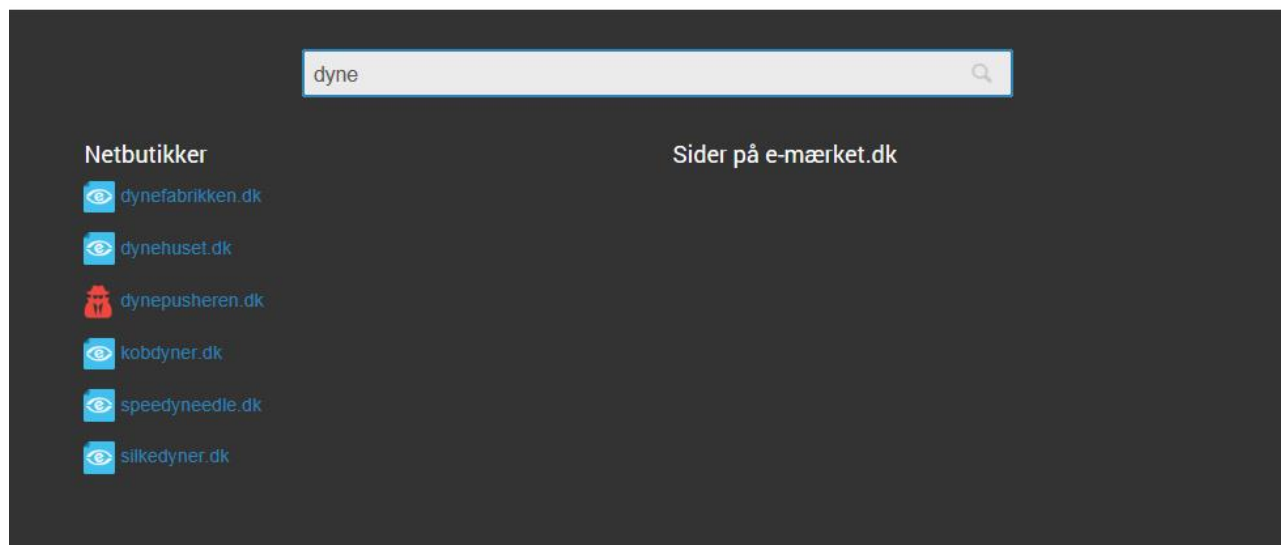 dyne
Netbutikker
dynefabrikken.dk
dynehuset.dk
dynepusheren.dk
kobdyner.dk
speedyneedle.dk
silkedyner.dk
Sider på e-mærket.dk